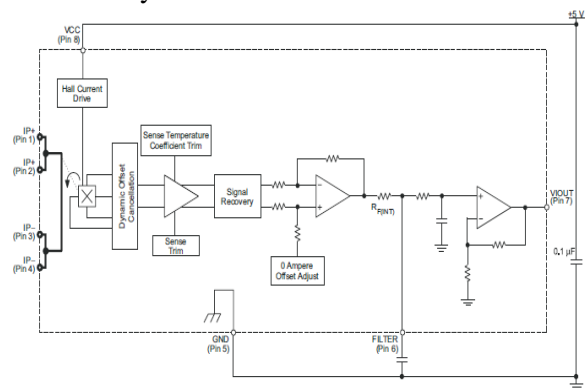 +5 V
VCC
(Pin 8)
Hall Current
Drive
IP+
(Pin 1)
IP+
(Pin 2)
IP−
(Pin 3)
IP−
(Pin 4)
Dynamic Offset
Cancellation
Sense Temperature
Coefficient Trim
Sense
Trim
Signal
Recovery
0 Ampere
Offset Adjust
RF(INT)
VIOUT
(Pin 7)
0.1 µF
GND
(Pin 5)
FILTER
(Pin 6)